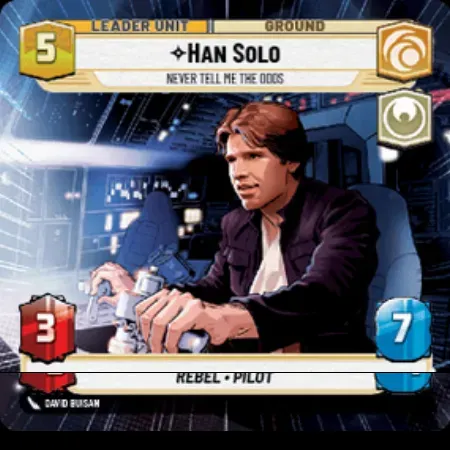 LEADER UNIT GROUND
5
✧HAN SOLO
NEVER TELL ME THE ODDS
3
7
REBEL • PILOT
DAVID BUISAN